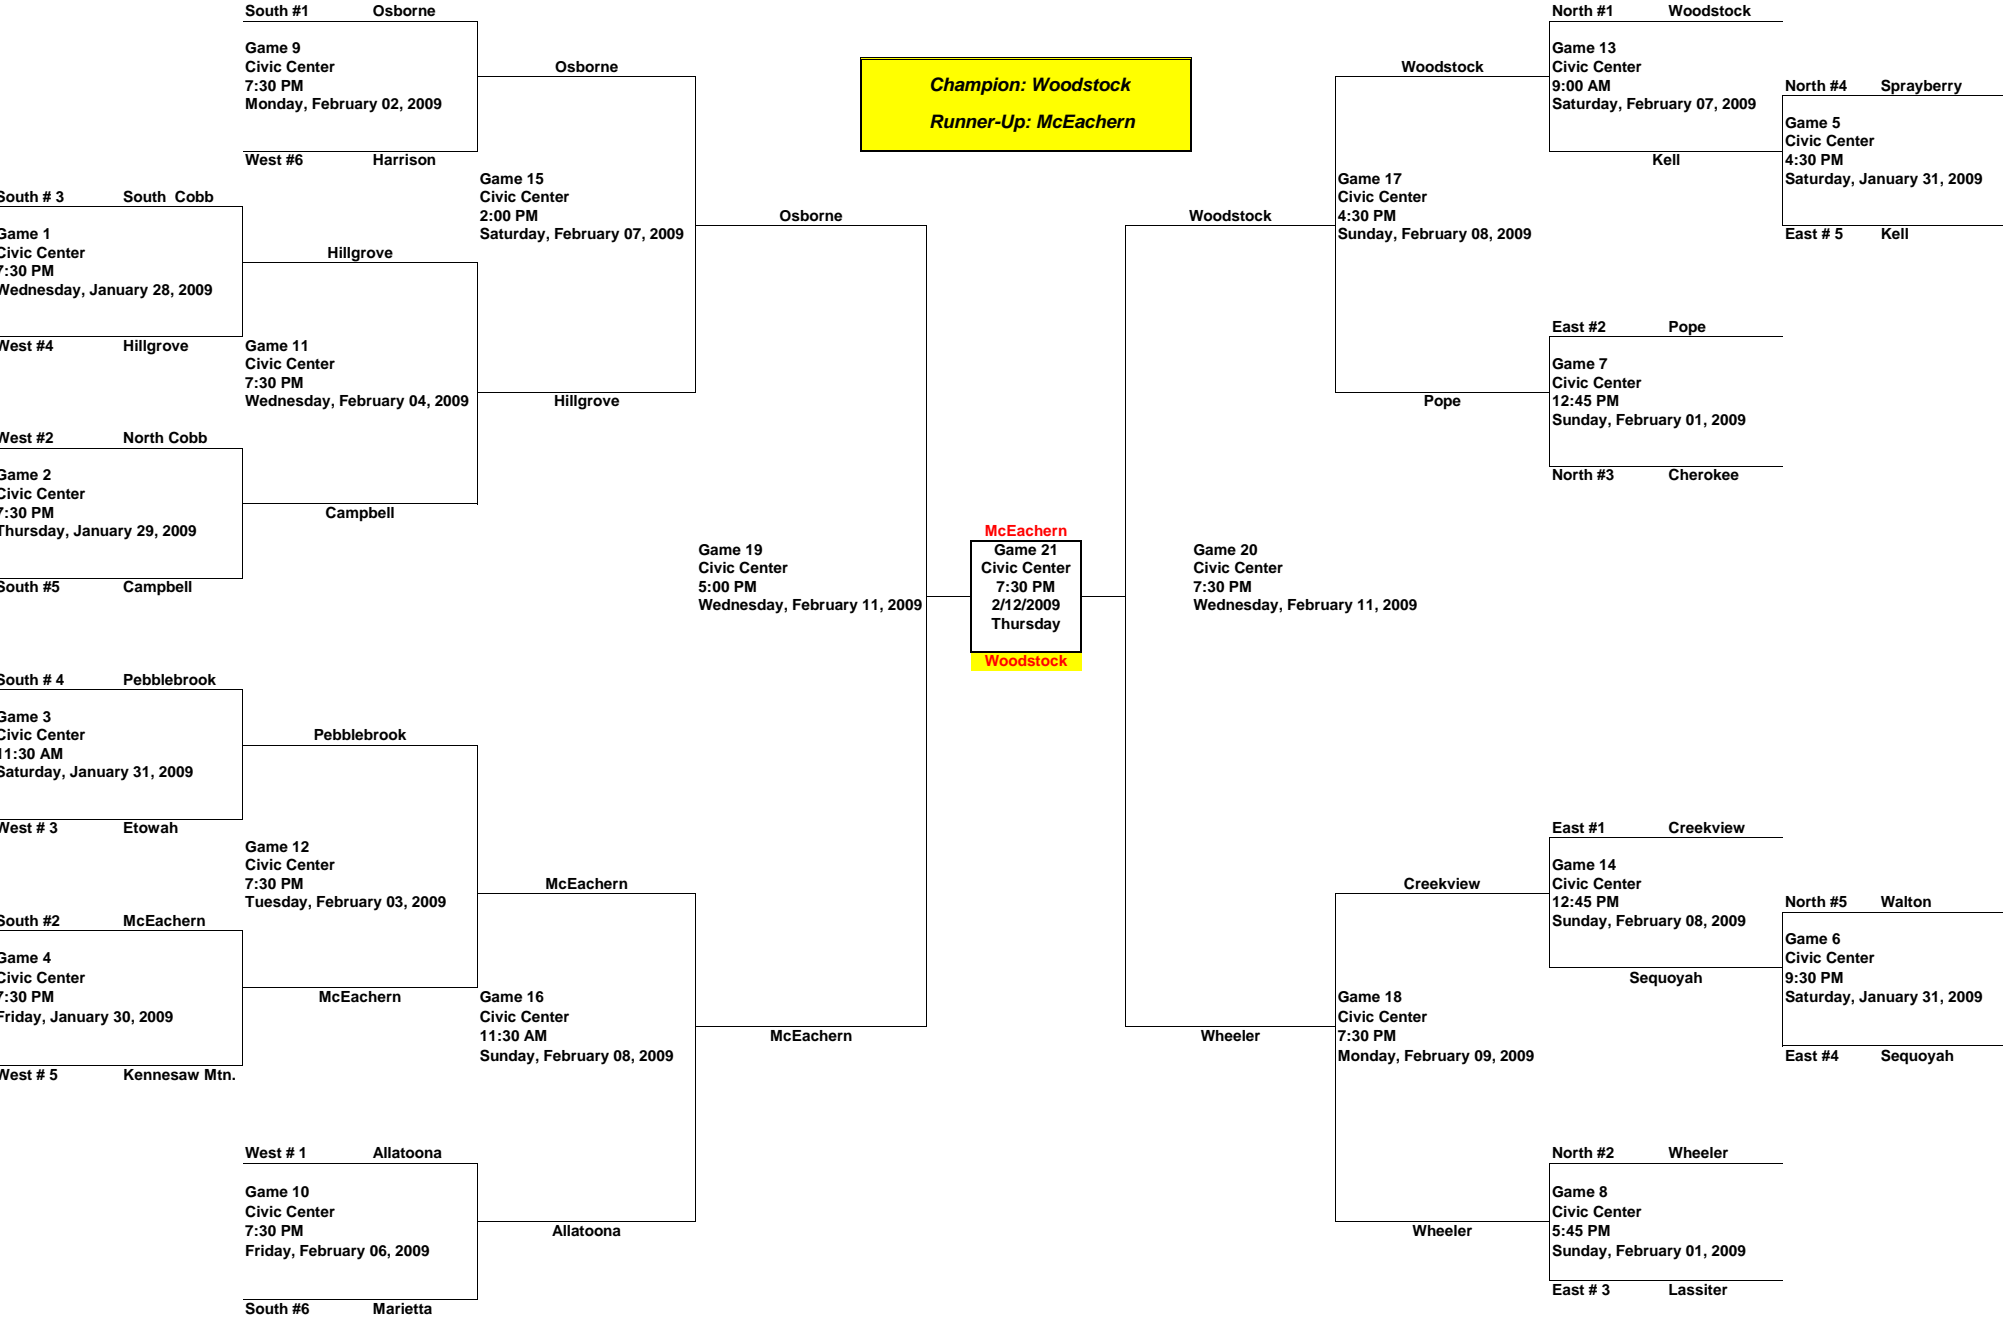 South #1 Osborne
Game 9
Civic Center
7:30 PM
Monday, February 02, 2009
West #6 Harrison
South # 3 South  Cobb
Game 1
Civic Center
7:30 PM
Wednesday, January 28, 2009
West #4 Hillgrove
West #2 North Cobb
Game 2
Civic Center
7:30 PM
Thursday, January 29, 2009
South #5 Campbell
South # 4 Pebblebrook
Game 3
Civic Center
11:30 AM
Saturday, January 31, 2009
West # 3 Etowah
South #2 McEachern
Game 4
Civic Center
7:30 PM
Friday, January 30, 2009
West # 5 Kennesaw Mtn.
Hillgrove
Game 11
Civic Center
7:30 PM
Wednesday, February 04, 2009
Campbell
Pebblebrook
Game 12
Civic Center
7:30 PM
Tuesday, February 03, 2009
McEachern
West # 1 Allatoona
Game 10
Civic Center
7:30 PM
Friday, February 06, 2009
South #6 Marietta
Osborne
Game 15
Civic Center
2:00 PM
Saturday, February 07, 2009
Hillgrove
McEachern
Game 16
Civic Center
11:30 AM
Sunday, February 08, 2009
Allatoona
Osborne
Game 19
Civic Center
5:00 PM
Wednesday, February 11, 2009
McEachern
Champion: Woodstock
Runner-Up: McEachern
McEachern
Game 21
Civic Center
7:30 PM
2/12/2009
Thursday
Woodstock
Woodstock
Game 20
Civic Center
7:30 PM
Wednesday, February 11, 2009
Wheeler
Woodstock
Game 17
Civic Center
4:30 PM
Sunday, February 08, 2009
Pope
Creekview
Game 18
Civic Center
7:30 PM
Monday, February 09, 2009
Wheeler
North #1 Woodstock
Game 13
Civic Center
9:00 AM
Saturday, February 07, 2009
Kell
North #4 Sprayberry
Game 5
Civic Center
4:30 PM
Saturday, January 31, 2009
East # 5 Kell
East #2 Pope
Game 7
Civic Center
12:45 PM
Sunday, February 01, 2009
North #3 Cherokee
East #1 Creekview
Game 14
Civic Center
12:45 PM
Sunday, February 08, 2009
Sequoyah
North #5 Walton
Game 6
Civic Center
9:30 PM
Saturday, January 31, 2009
East #4 Sequoyah
North #2 Wheeler
Game 8
Civic Center
5:45 PM
Sunday, February 01, 2009
East # 3 Lassiter